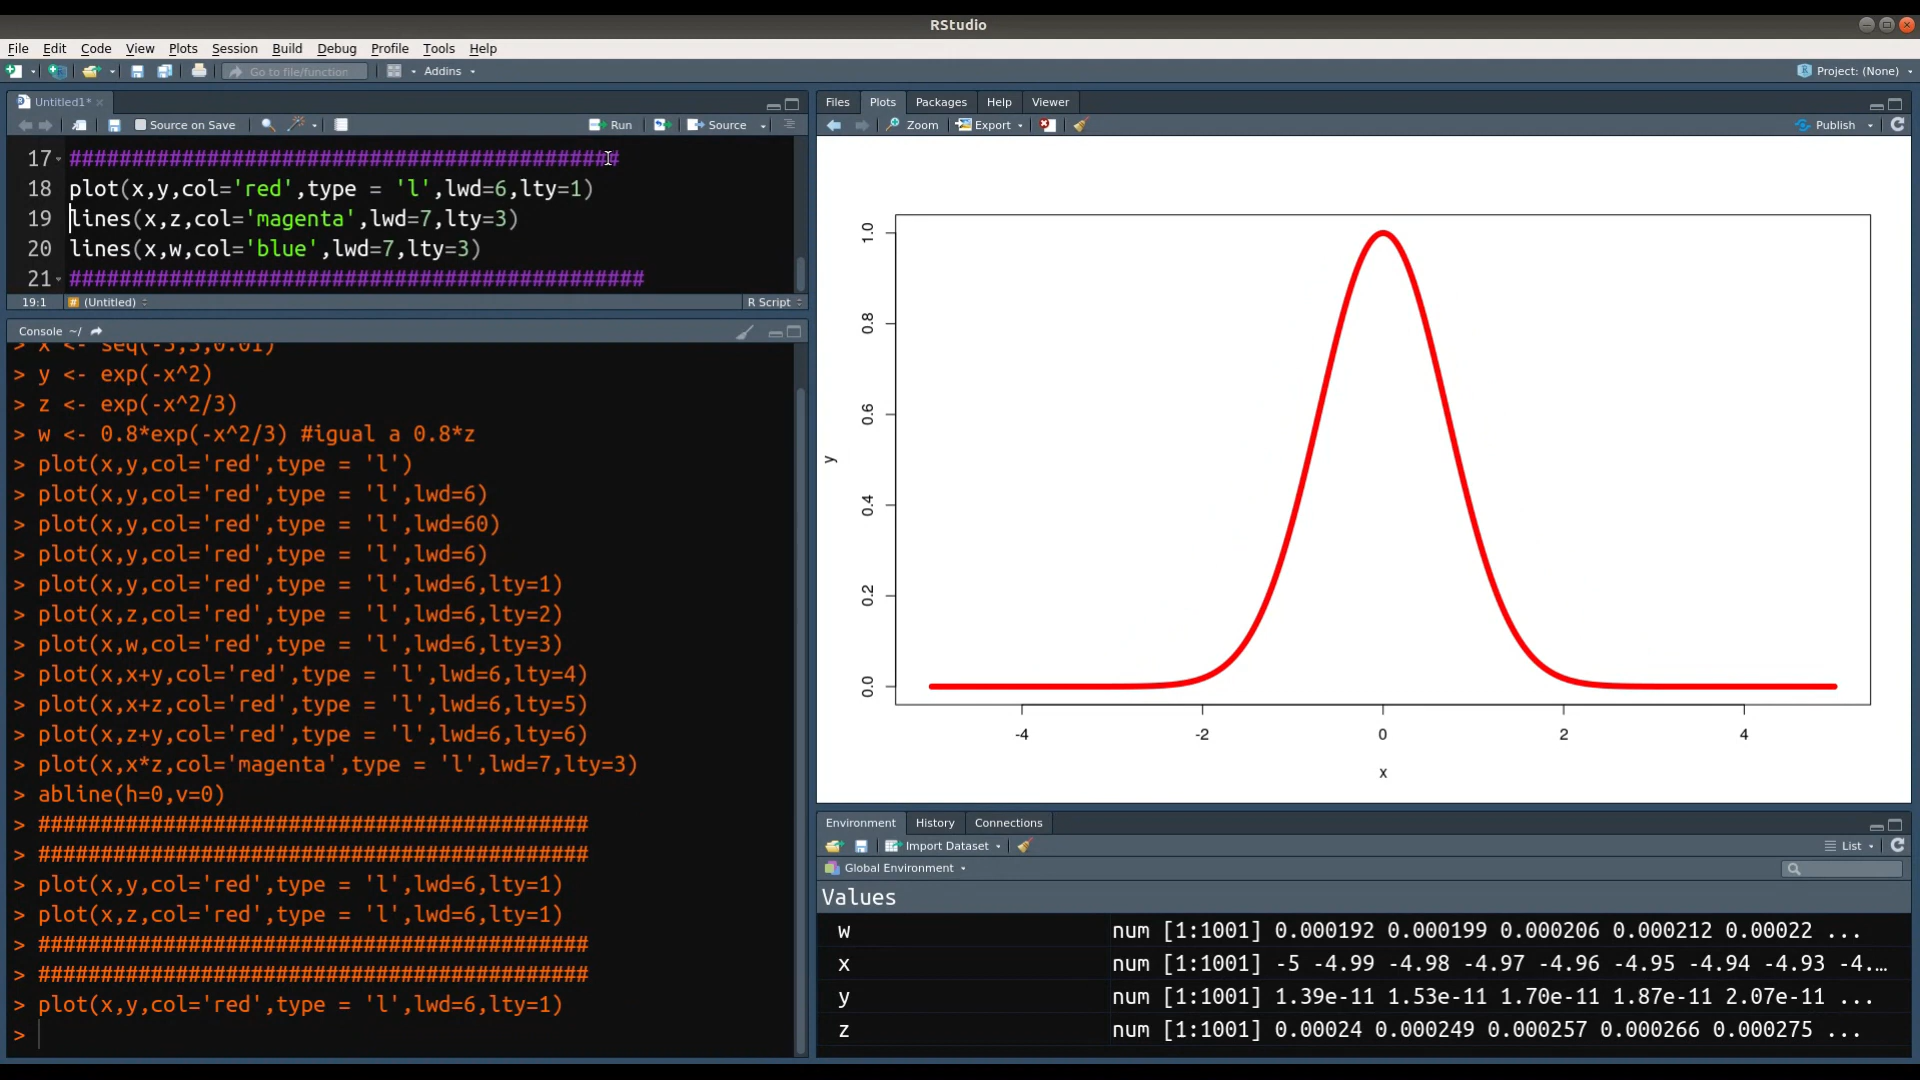 RStudio
File Edit Code View Plots Session Build Debug Profile Tools Help
Go to file/function Addins Project: (None)
Untitled1*
Source on Save Run Source
17 ############################################
18 plot(x,y,col='red',type = 'l',lwd=6,lty=1)
19 lines(x,z,col='magenta',lwd=7,lty=3)
20 lines(x,w,col='blue',lwd=7,lty=3)
21 ##############################################
19:1 # (Untitled) R Script
Console ~/
> x <- seq(-5,5,0.01)
> y <- exp(-x^2)
> z <- exp(-x^2/3)
> w <- 0.8*exp(-x^2/3) #igual a 0.8*z
> plot(x,y,col='red',type = 'l')
> plot(x,y,col='red',type = 'l',lwd=6)
> plot(x,y,col='red',type = 'l',lwd=60)
> plot(x,y,col='red',type = 'l',lwd=6)
> plot(x,y,col='red',type = 'l',lwd=6,lty=1)
> plot(x,z,col='red',type = 'l',lwd=6,lty=2)
> plot(x,w,col='red',type = 'l',lwd=6,lty=3)
> plot(x,x+y,col='red',type = 'l',lwd=6,lty=4)
> plot(x,x+z,col='red',type = 'l',lwd=6,lty=5)
> plot(x,z+y,col='red',type = 'l',lwd=6,lty=6)
> plot(x,x*z,col='magenta',type = 'l',lwd=7,lty=3)
> abline(h=0,v=0)
> ############################################
> ############################################
> plot(x,y,col='red',type = 'l',lwd=6,lty=1)
> plot(x,z,col='red',type = 'l',lwd=6,lty=1)
> ############################################
> ############################################
> plot(x,y,col='red',type = 'l',lwd=6,lty=1)
>
Files Plots Packages Help Viewer
Zoom Export Publish
1.0
0.8
0.6
y
0.4
0.2
0.0
-4 -2 0 2 4
x
Environment History Connections
Import Dataset List
Global Environment
Values
w num [1:1001] 0.000192 0.000199 0.000206 0.000212 0.00022 ...
x num [1:1001] -5 -4.99 -4.98 -4.97 -4.96 -4.95 -4.94 -4.93 -4.…
y num [1:1001] 1.39e-11 1.53e-11 1.70e-11 1.87e-11 2.07e-11 ...
z num [1:1001] 0.00024 0.000249 0.000257 0.000266 0.000275 ...